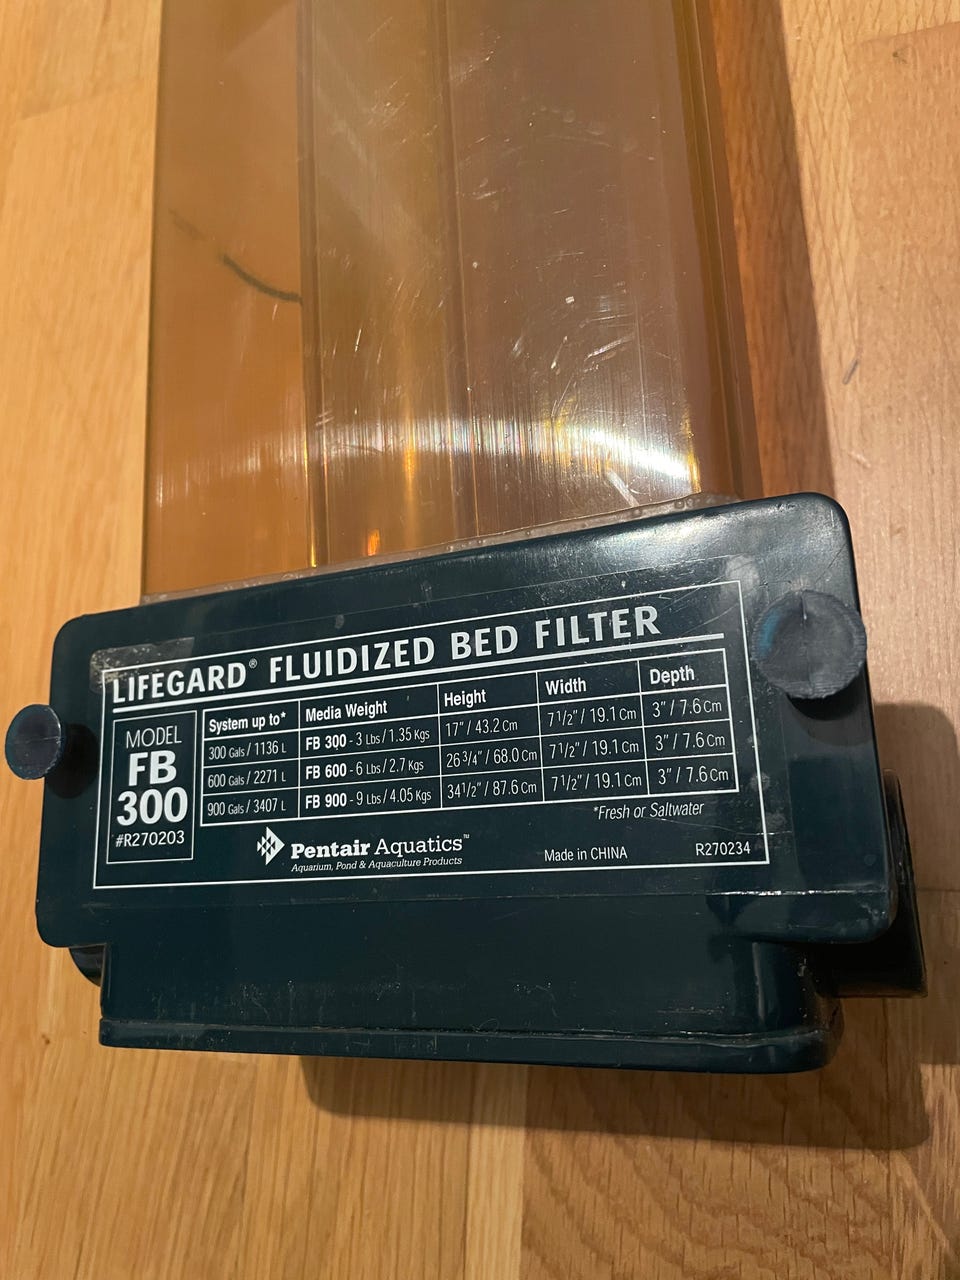 LIFEGARD® FLUIDIZED BED FILTER
MODEL
FB
300
#R270203
System up to* Media Weight Height Width Depth
300 Gals / 1136 L FB 300 - 3 Lbs / 1.35 Kgs 17" / 43.2 Cm 7 1/2" / 19.1 Cm 3" / 7.6 Cm
600 Gals / 2271 L FB 600 - 6 Lbs / 2.7 Kgs 26 3/4" / 68.0 Cm 7 1/2" / 19.1 Cm 3" / 7.6 Cm
900 Gals / 3407 L FB 900 - 9 Lbs / 4.05 Kgs 34 1/2" / 87.6 Cm 7 1/2" / 19.1 Cm 3" / 7.6 Cm
*Fresh or Saltwater
Pentair Aquatics™
Aquarium, Pond & Aquaculture Products
Made in CHINA R270234